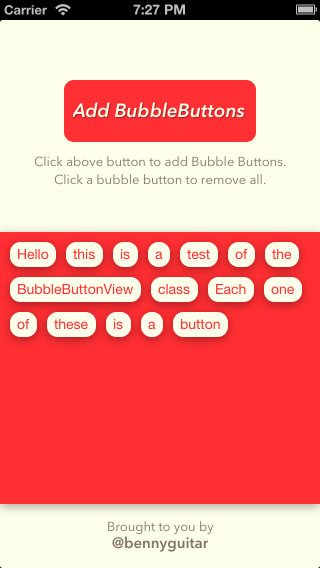 Carrier 7:27 PM
Add BubbleButtons
Click above button to add Bubble Buttons.
Click a bubble button to remove all.
Hello this is a test of the
BubbleButtonView class Each one
of these is a button
Brought to you by
@bennyguitar